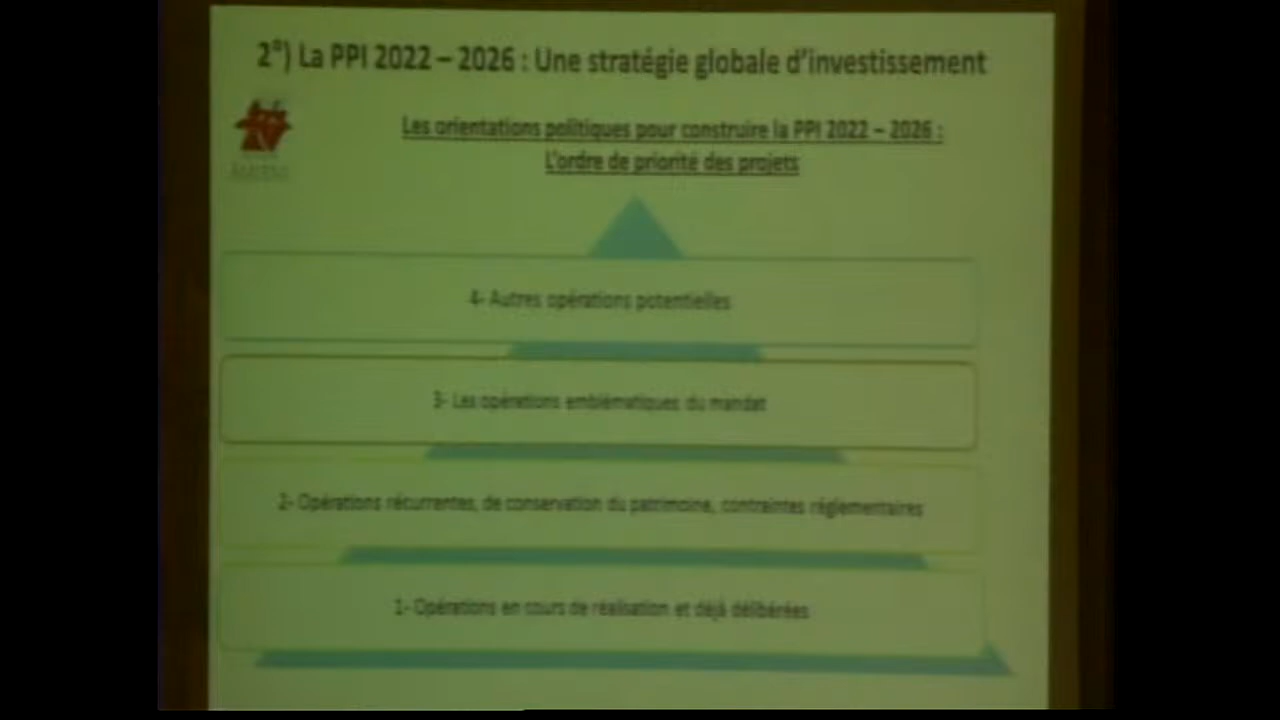 2°) La PPI 2022 – 2026 : Une stratégie globale d'investissement
Les orientations politiques pour construire la PPI 2022 – 2026 :
L'ordre de priorité des projets
4- Autres opérations potentielles
3- Les opérations emblématiques du mandat
2- Opérations récurrentes, de conservation du patrimoine, contraintes réglementaires
1- Opérations en cours de réalisation et déjà délibérées